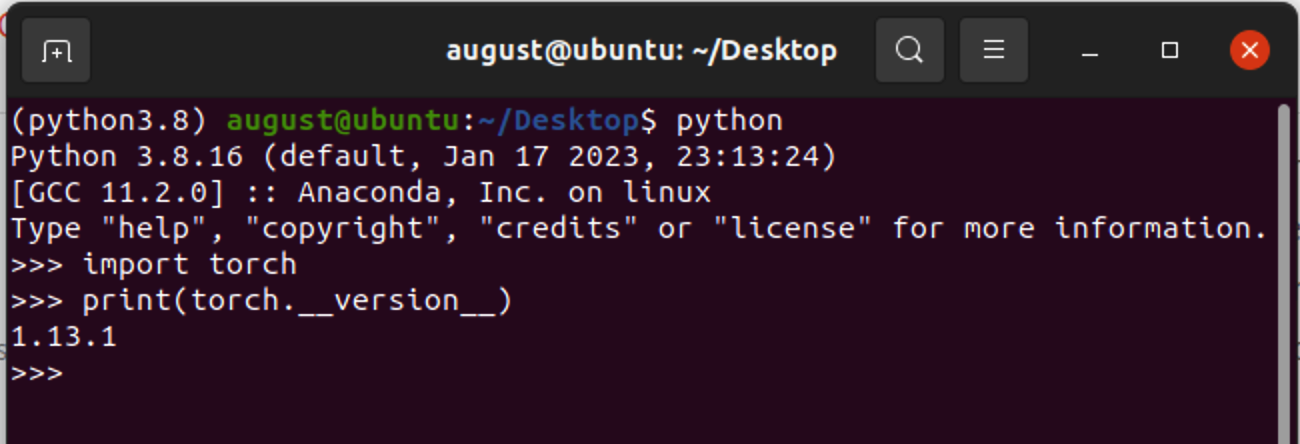 august@ubuntu: ~/Desktop
(python3.8) august@ubuntu:~/Desktop$ python
Python 3.8.16 (default, Jan 17 2023, 23:13:24)
[GCC 11.2.0] :: Anaconda, Inc. on linux
Type "help", "copyright", "credits" or "license" for more information.
>>> import torch
>>> print(torch.__version__)
1.13.1
>>>